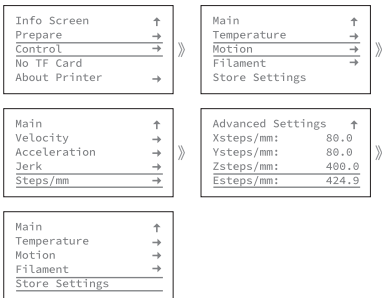 Info Screen ↑
Prepare →
Control →
No TF Card
About Printer →
Main ↑
Temperature →
Motion →
Filament →
Store Settings
Main ↑
Velocity →
Acceleration →
Jerk →
Steps/mm →
Advanced Settings ↑
Xsteps/mm: 80.0
Ysteps/mm: 80.0
Zsteps/mm: 400.0
Esteps/mm: 424.9
Main ↑
Temperature →
Motion →
Filament →
Store Settings